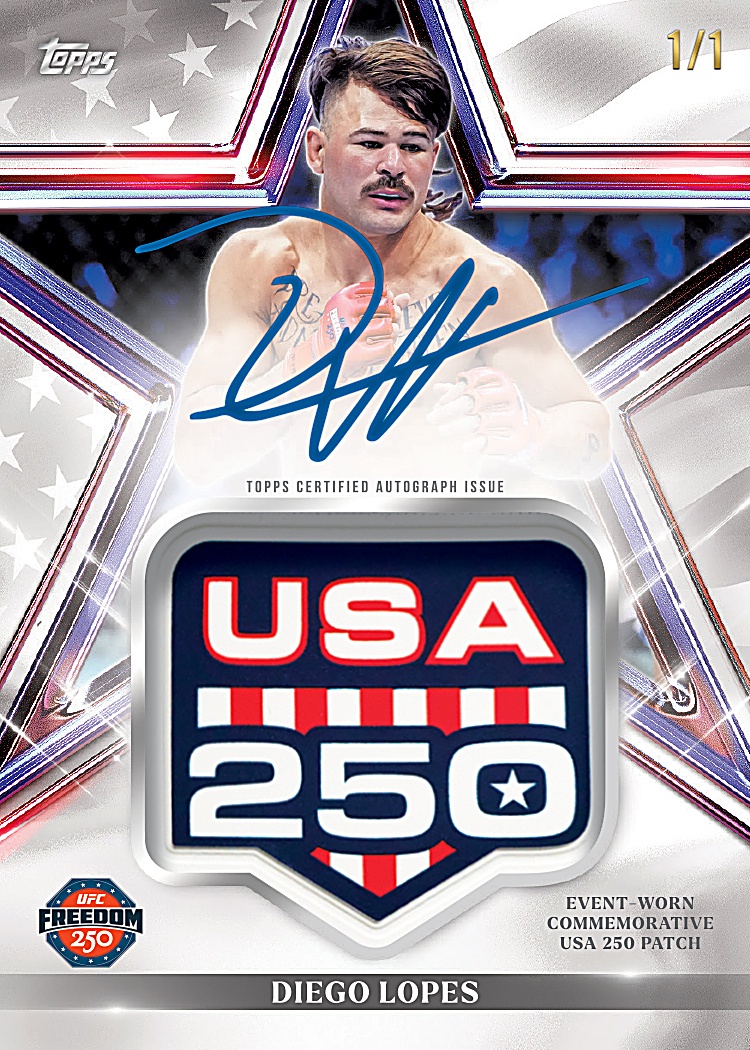 Topps
1/1
TOPPS CERTIFIED AUTOGRAPH ISSUE
USA
250
UFC
FREEDOM
250
EVENT-WORN
COMMEMORATIVE
USA 250 PATCH
DIEGO LOPES